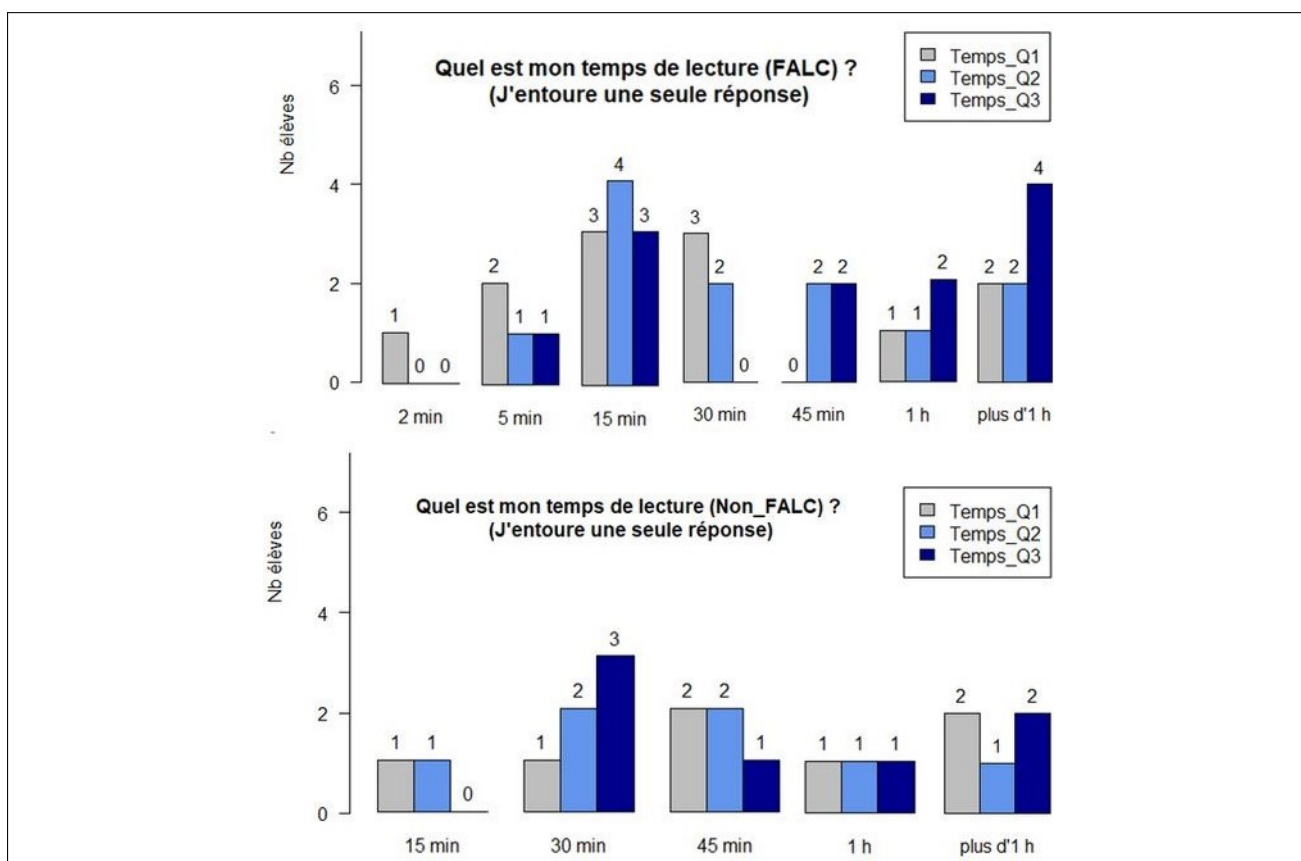 Quel est mon temps de lecture (FALC) ?
(J'entoure une seule réponse)
Temps_Q1
Temps_Q2
Temps_Q3
Nb élèves
6
4
2
0
1 0 0
2 1 1
3 4 3
3 2 0
0 2 2
1 1 2
2 2 4
2 min 5 min 15 min 30 min 45 min 1 h plus d'1 h
Quel est mon temps de lecture (Non_FALC) ?
(J'entoure une seule réponse)
Temps_Q1
Temps_Q2
Temps_Q3
Nb élèves
6
4
2
0
1 1 0
1 2 3
2 2 1
1 1 1
2 1 2
15 min 30 min 45 min 1 h plus d'1 h